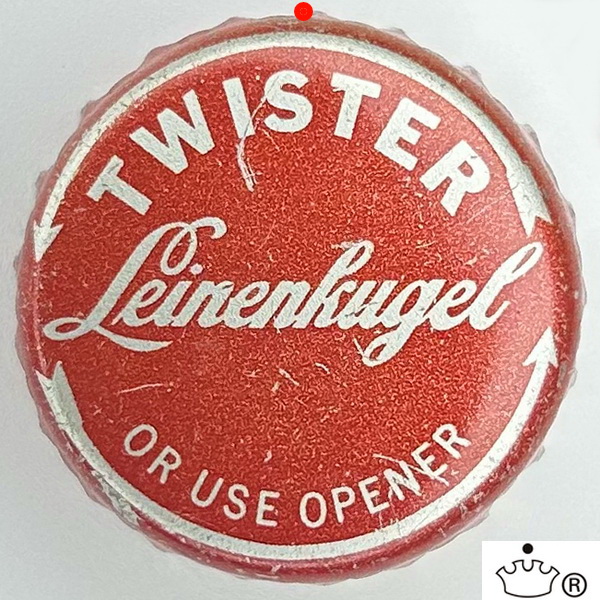 TWISTER
Leinenkugel
OR USE OPENER
®